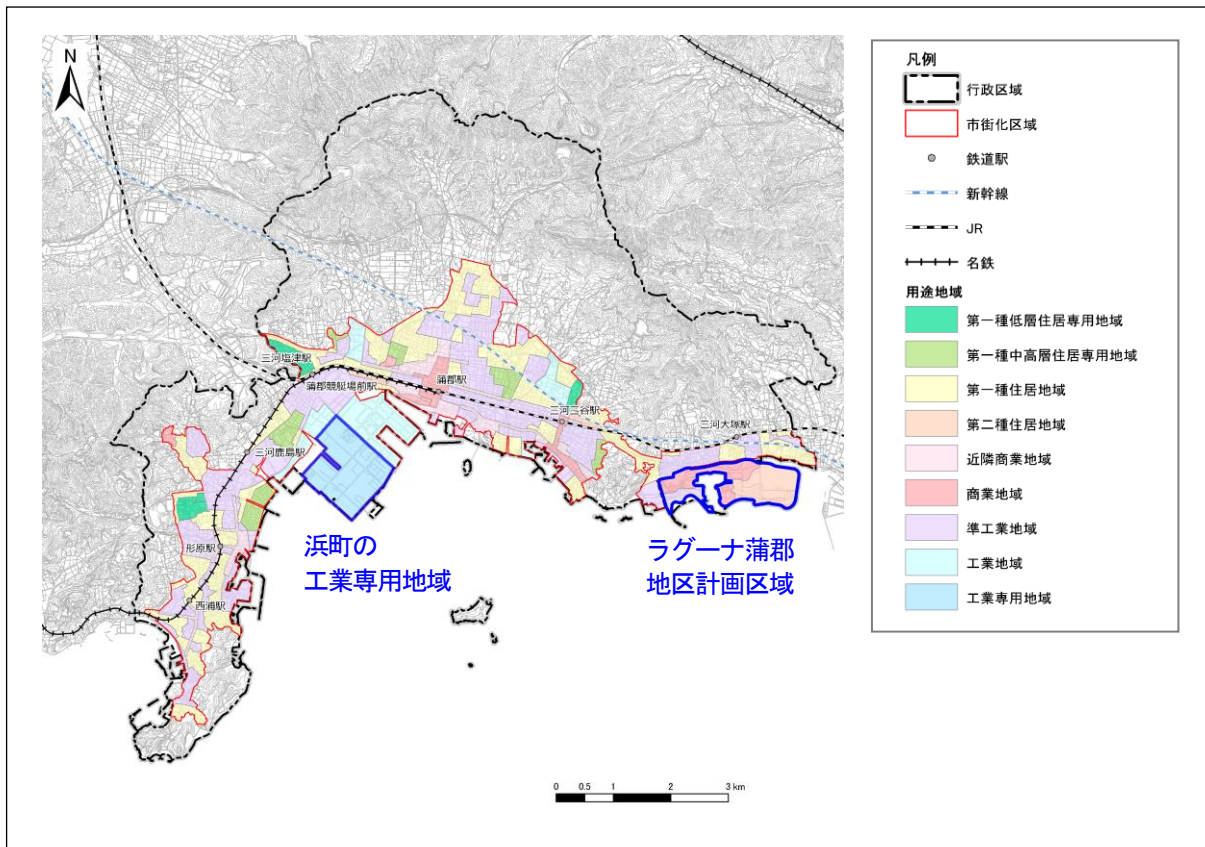 N
三河塩津駅
蒲郡競艇場前駅
蒲郡駅
三河三谷駅
三河大塚駅
三河鹿島駅
形原駅
西浦駅
浜町の
工業専用地域
ラグーナ蒲郡
地区計画区域
0 0.5 1 2 3 km
凡例
行政区域
市街化区域
鉄道駅
新幹線
JR
名鉄
用途地域
第一種低層住居専用地域
第一種中高層住居専用地域
第一種住居地域
第二種住居地域
近隣商業地域
商業地域
準工業地域
工業地域
工業専用地域